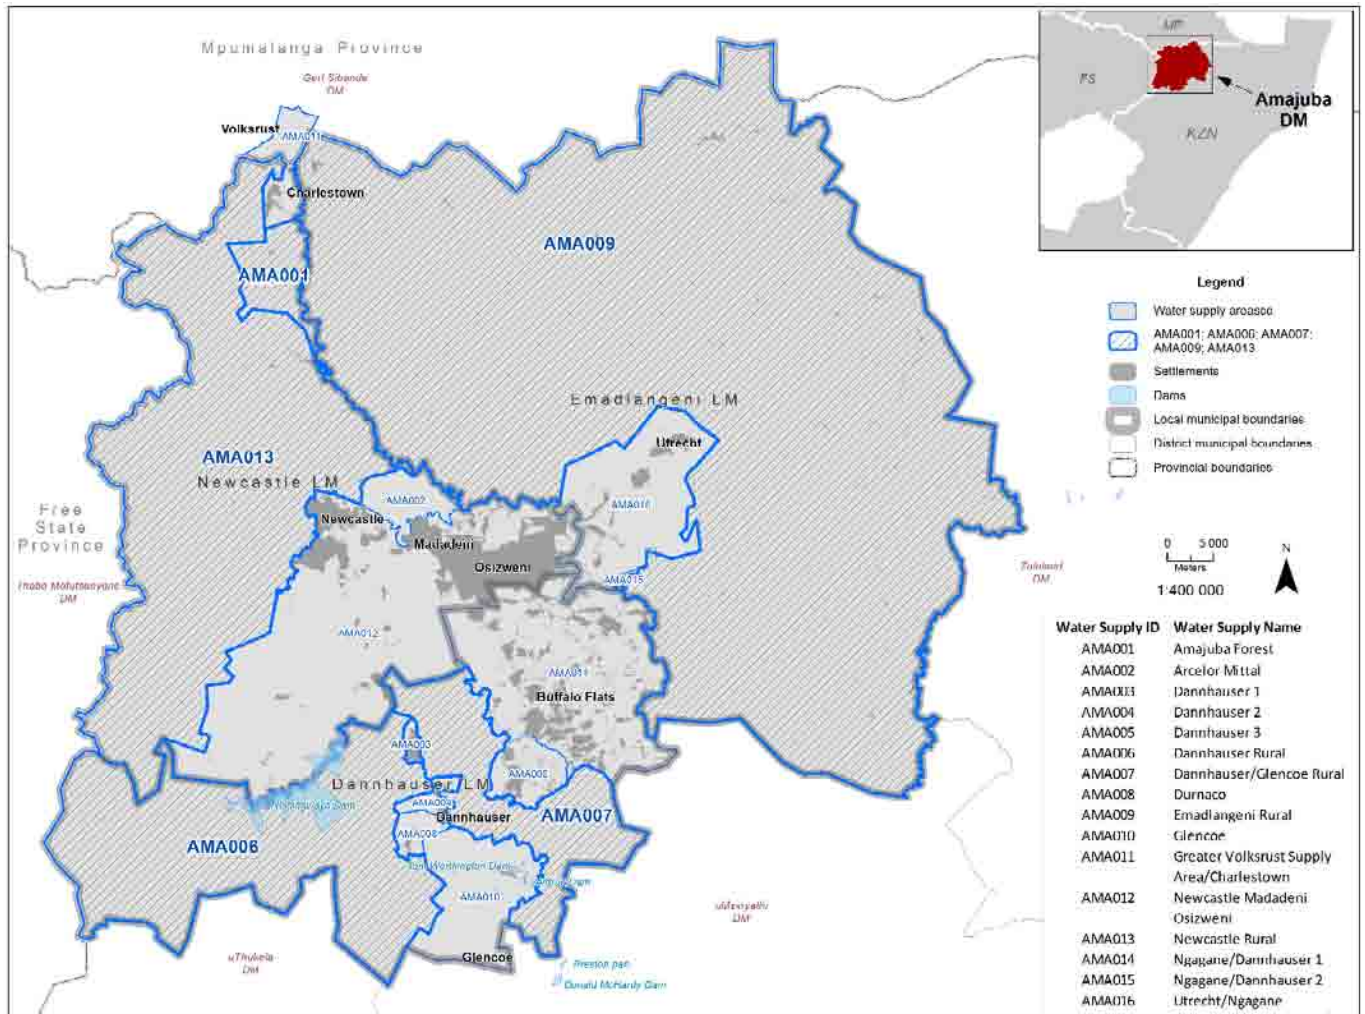 Mpumalanga Province
Gert Sibande
DM
Volksrust
AMA011
Charlestown
AMA009
AMA001
Emadlangeni LM
Utrecht
AMA013
Newcastle LM
AMA002
AMA016
Newcastle
Madadeni
Osizweni
Free
State
Province
DM
AMA015
AMA012
AMA014
Buffalo Flats
AMA003
Dannhauser LM
Dannhauser
AMA007
AMA006
AMA008
AMA010
DM
uThukela
DM
Glencoe
Preston pan
Donald McHardy Dam
DM
MP
FS
KZN
Amajuba
DM
Legend
Water supply areased
AMA001; AMA006; AMA007;
AMA009; AMA013
Settlements
Dams
Local municipal boundaries
District municipal boundaries
Provincial boundaries
0 5 000
Meters
1:400 000
N
Water Supply ID Water Supply Name
AMA001 Amajuba Forest
AMA002 Arcelor Mittal
AMA003 Dannhauser 1
AMA004 Dannhauser 2
AMA005 Dannhauser 3
AMA006 Dannhauser Rural
AMA007 Dannhauser/Glencoe Rural
AMA008 Durnaco
AMA009 Emadlangeni Rural
AMA010 Glencoe
AMA011 Greater Volksrust Supply
Area/Charlestown
AMA012 Newcastle Madadeni
Osizweni
AMA013 Newcastle Rural
AMA014 Ngagane/Dannhauser 1
AMA015 Ngagane/Dannhauser 2
AMA016 Utrecht/Ngagane